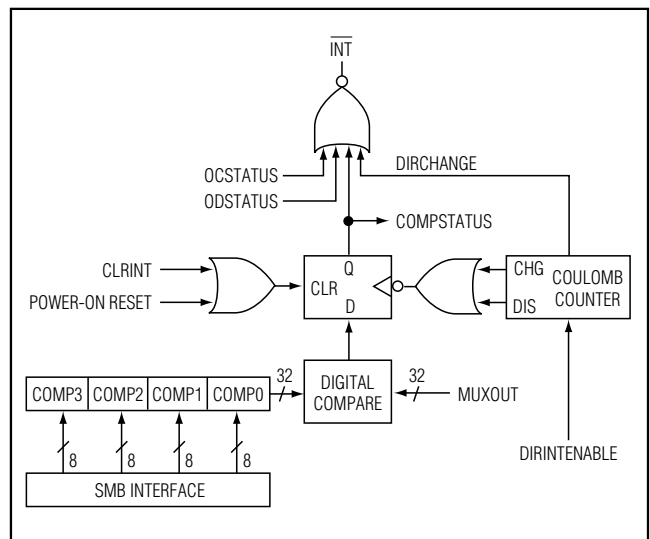 INT
OCSTATUS
DIRCHANGE
ODSTATUS
COMPSTATUS
CLRINT
POWER-ON RESET
Q
CLR
D
CHG
DIS
COULOMB
COUNTER
COMP3 COMP2 COMP1 COMP0
32
DIGITAL
COMPARE
32
MUXOUT
8 8 8 8
DIRINTENABLE
SMB INTERFACE